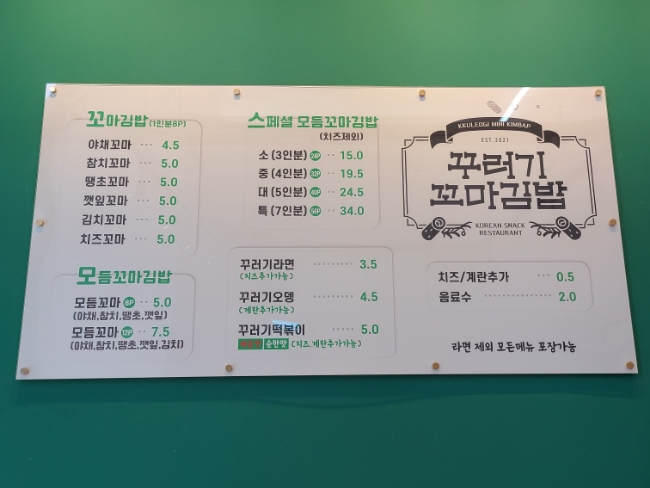 꼬마김밥 (1인분8P)
야채꼬마 ··· 4.5
참치꼬마 ··· 5.0
땡초꼬마 ··· 5.0
깻잎꼬마 ··· 5.0
김치꼬마 ··· 5.0
치즈꼬마 ··· 5.0
모듬꼬마김밥
모듬꼬마 8P ·· 5.0
(야채,참치,땡초,깻잎)
모듬꼬마 12P ·· 7.5
(야채,참치,땡초,깻잎,김치)
스페셜 모듬꼬마김밥
(치즈제외)
소 (3인분) ·· 15.0
중 (4인분) ·· 19.5
대 (5인분) ·· 24.5
특 (7인분) ·· 34.0
꾸러기라면 ········· 3.5
(치즈추가가능)
꾸러기오뎅 ········· 4.5
(계란추가가능)
꾸러기떡볶이 ········ 5.0
순한맛 (치즈,계란추가가능)
KKULEOGI MINI KIMBAP
EST.2021
꾸러기
꼬마김밥
KOREAN SNACK
RESTAURANT
치즈/계란추가 ··· 0.5
음료수 ··········· 2.0
라면 제외 모든메뉴 포장가능